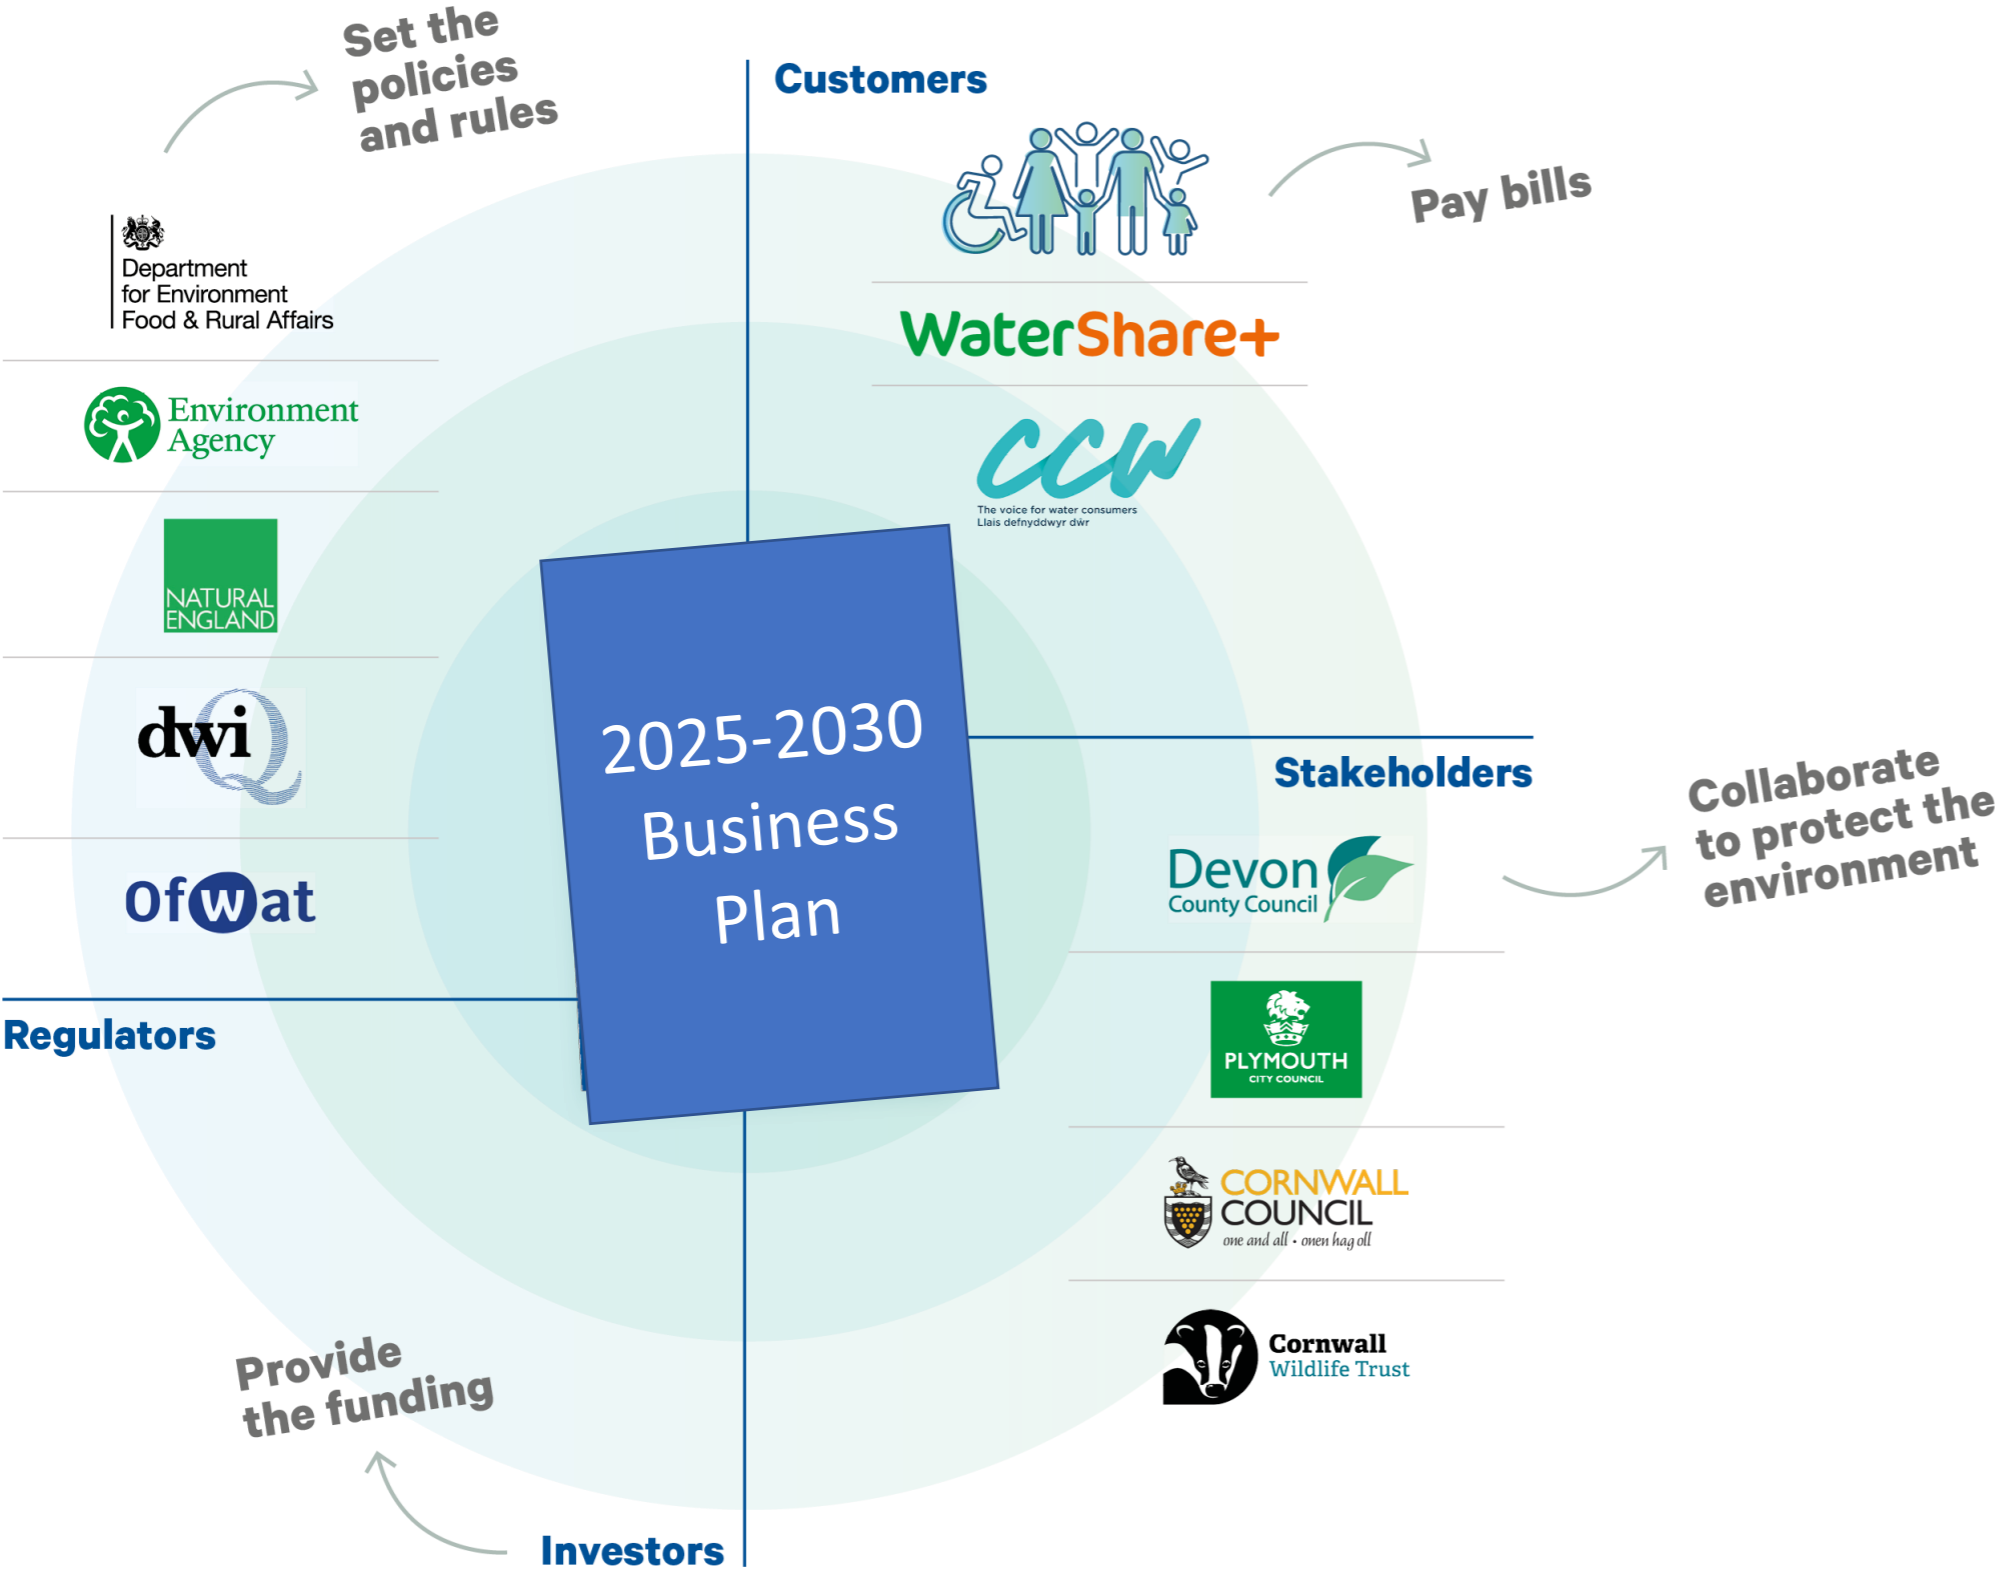 Set the
policies
and rules
Department
for Environment
Food & Rural Affairs
Environment
Agency
NATURAL
ENGLAND
dwi
Ofwat
Regulators
Customers
Pay bills
WaterShare+
CCW
The voice for water consumers
Llais defnyddwyr dŵr
2025-2030
Business
Plan
Stakeholders
Collaborate
to protect the
environment
Devon
County Council
PLYMOUTH
CITY COUNCIL
CORNWALL
COUNCIL
one and all • onen hag oll
Cornwall
Wildlife Trust
Provide
the funding
Investors